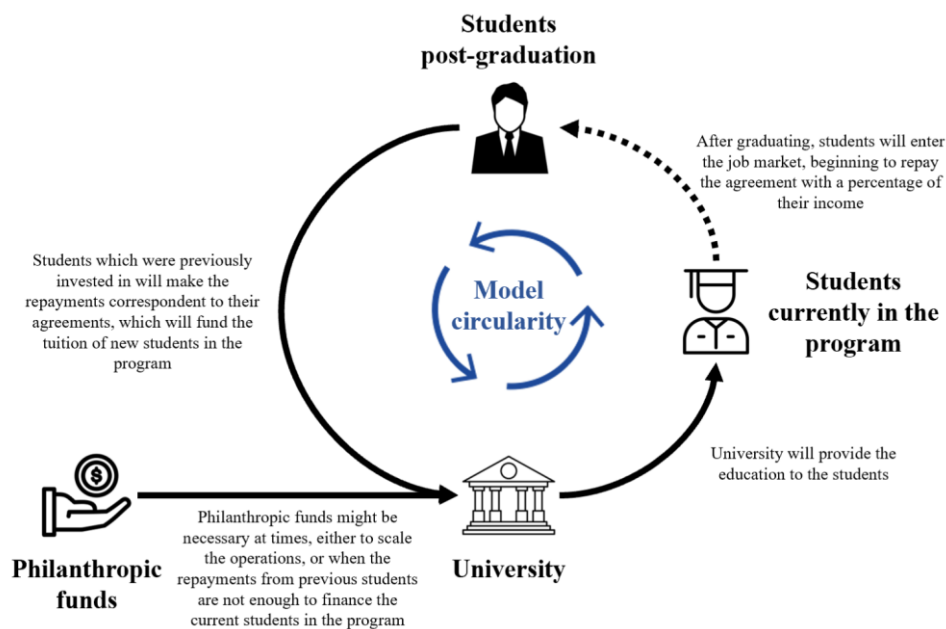 Students
post-graduation
After graduating, students will enter
the job market, beginning to repay
the agreement with a percentage of
their income
Students which were previously
invested in will make the
repayments correspondent to their
agreements, which will fund the
tuition of new students in the
program
Model
circularity
Students
currently in the
program
University will provide the
education to the students
$
Philanthropic
funds
Philanthropic funds might be
necessary at times, either to scale
the operations, or when the
repayments from previous students
are not enough to finance the
current students in the program
University